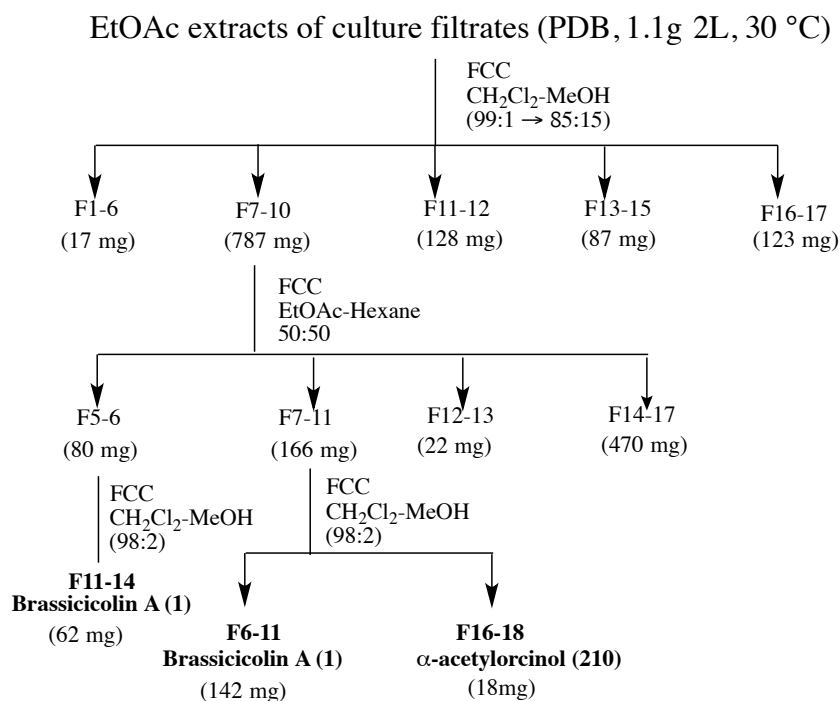 EtOAc extracts of culture filtrates (PDB, 1.1g 2L, 30 °C)
FCC
CH₂Cl₂-MeOH
(99:1 → 85:15)
F1-6
(17 mg)
F7-10
(787 mg)
F11-12
(128 mg)
F13-15
(87 mg)
F16-17
(123 mg)
FCC
EtOAc-Hexane
50:50
F5-6
(80 mg)
F7-11
(166 mg)
F12-13
(22 mg)
F14-17
(470 mg)
FCC
CH₂Cl₂-MeOH
(98:2)
FCC
CH₂Cl₂-MeOH
(98:2)
F11-14
Brassicicolin A (1)
(62 mg)
F6-11
Brassicicolin A (1)
(142 mg)
F16-18
α-acetylorcinol (210)
(18mg)